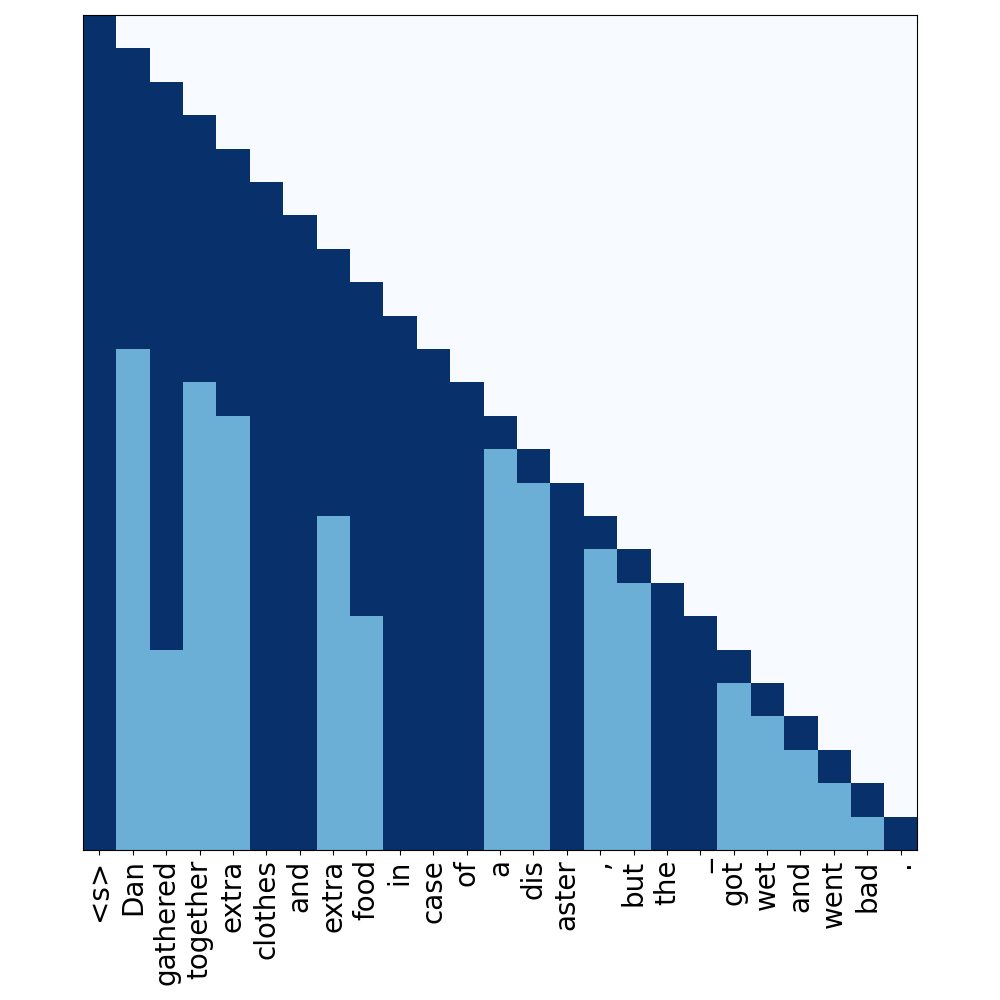 <s>
Dan
gathered
together
extra
clothes
and
extra
food
in
case
of
a
dis
aster
,
but
the
_
got
wet
and
went
bad
.